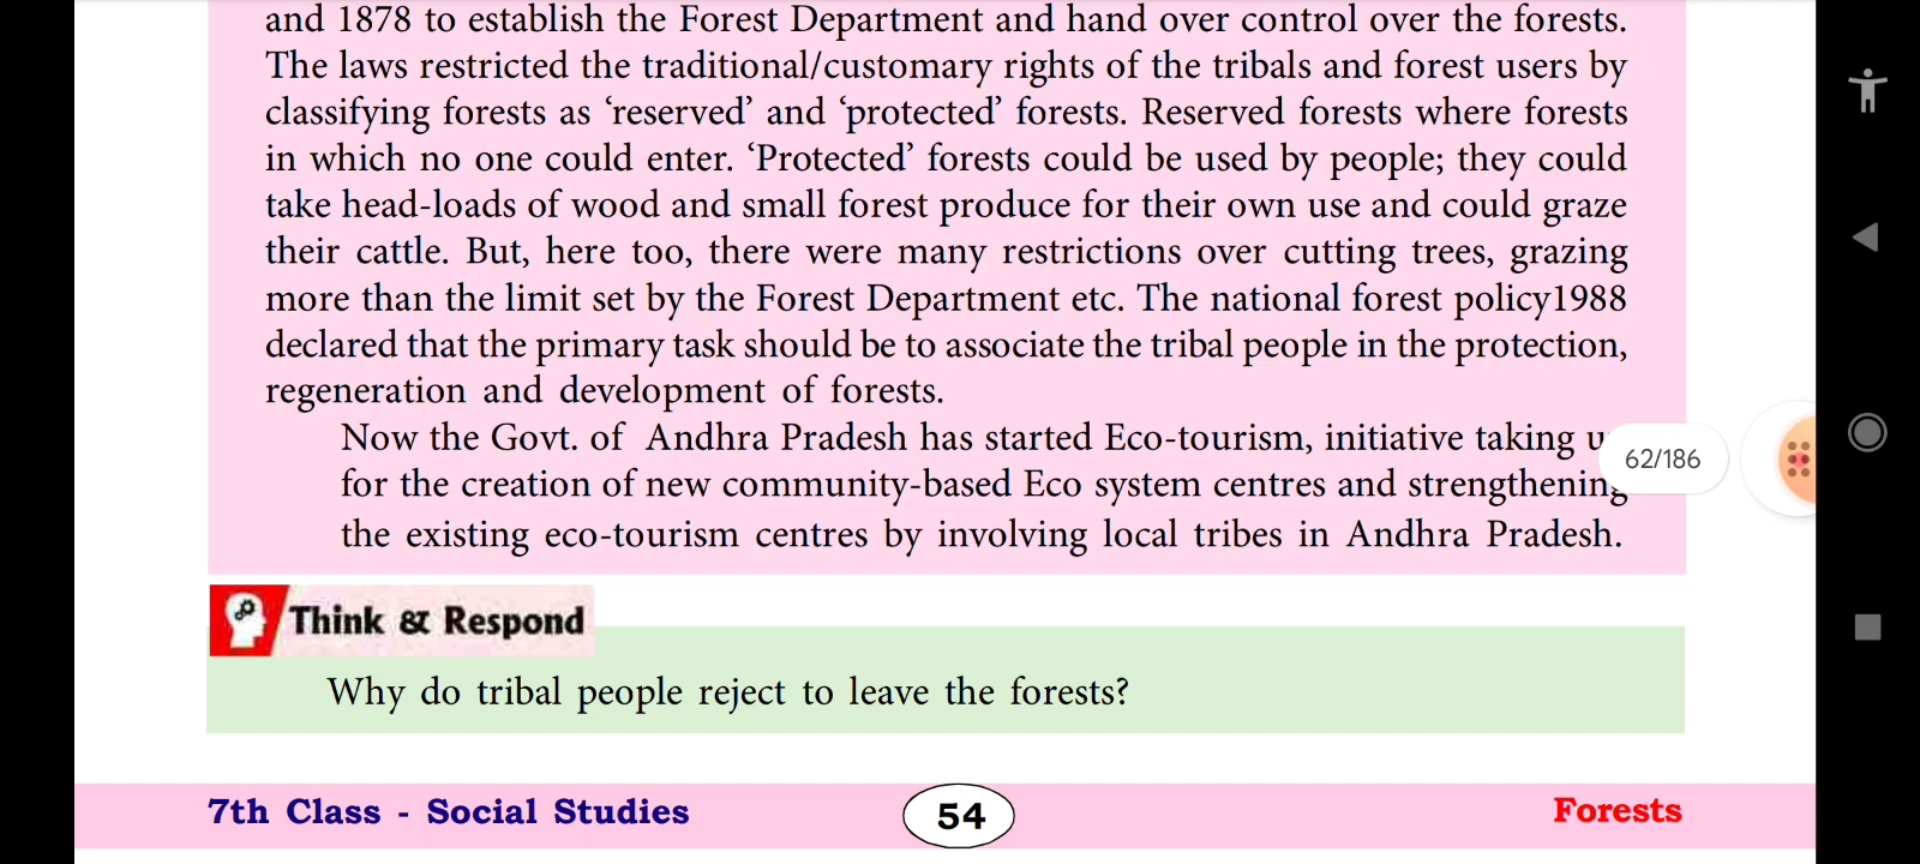 and 1878 to establish the Forest Department and hand over control over the forests.
The laws restricted the traditional/customary rights of the tribals and forest users by
classifying forests as ‘reserved’ and ‘protected’ forests. Reserved forests where forests
in which no one could enter. ‘Protected’ forests could be used by people; they could
take head-loads of wood and small forest produce for their own use and could graze
their cattle. But, here too, there were many restrictions over cutting trees, grazing
more than the limit set by the Forest Department etc. The national forest policy1988
declared that the primary task should be to associate the tribal people in the protection,
regeneration and development of forests.
Now the Govt. of Andhra Pradesh has started Eco-tourism, initiative taking
62/186
for the creation of new community-based Eco system centres and strengthening
the existing eco-tourism centres by involving local tribes in Andhra Pradesh.
Think & Respond
Why do tribal people reject to leave the forests?
7th Class - Social Studies
54
Forests